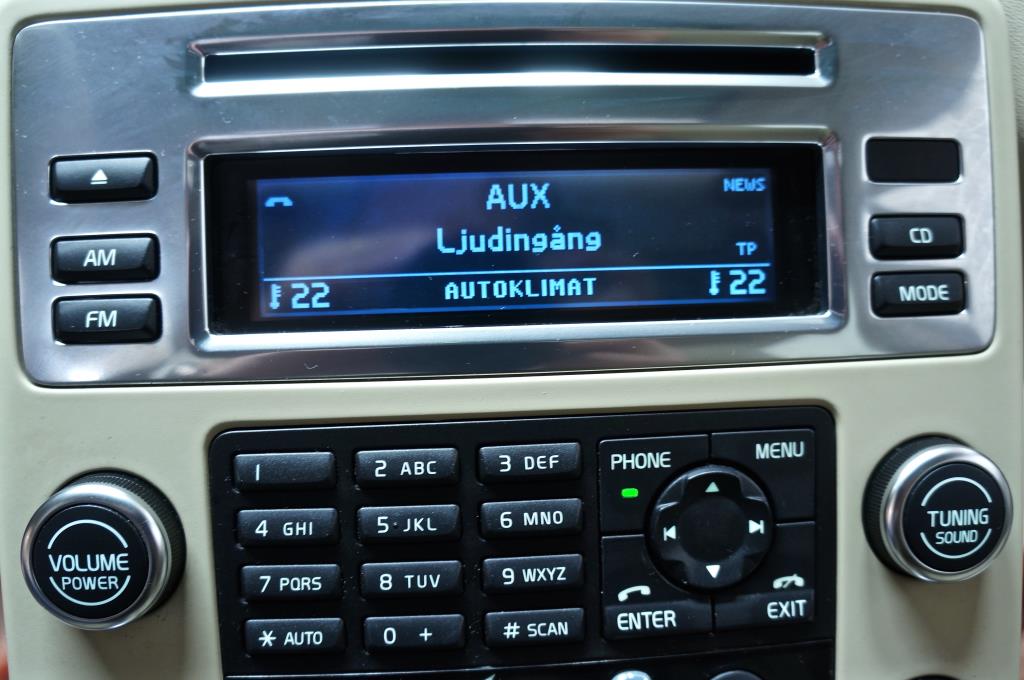 AUX
NEWS
Ljudingång
TP
22
AUTOKLIMAT
22
AM
FM
CD
MODE
1
2 ABC
3 DEF
4 GHI
5 JKL
6 MNO
7 PQRS
8 TUV
9 WXYZ
* AUTO
0 +
# SCAN
PHONE
MENU
ENTER
EXIT
VOLUME
POWER
TUNING
SOUND